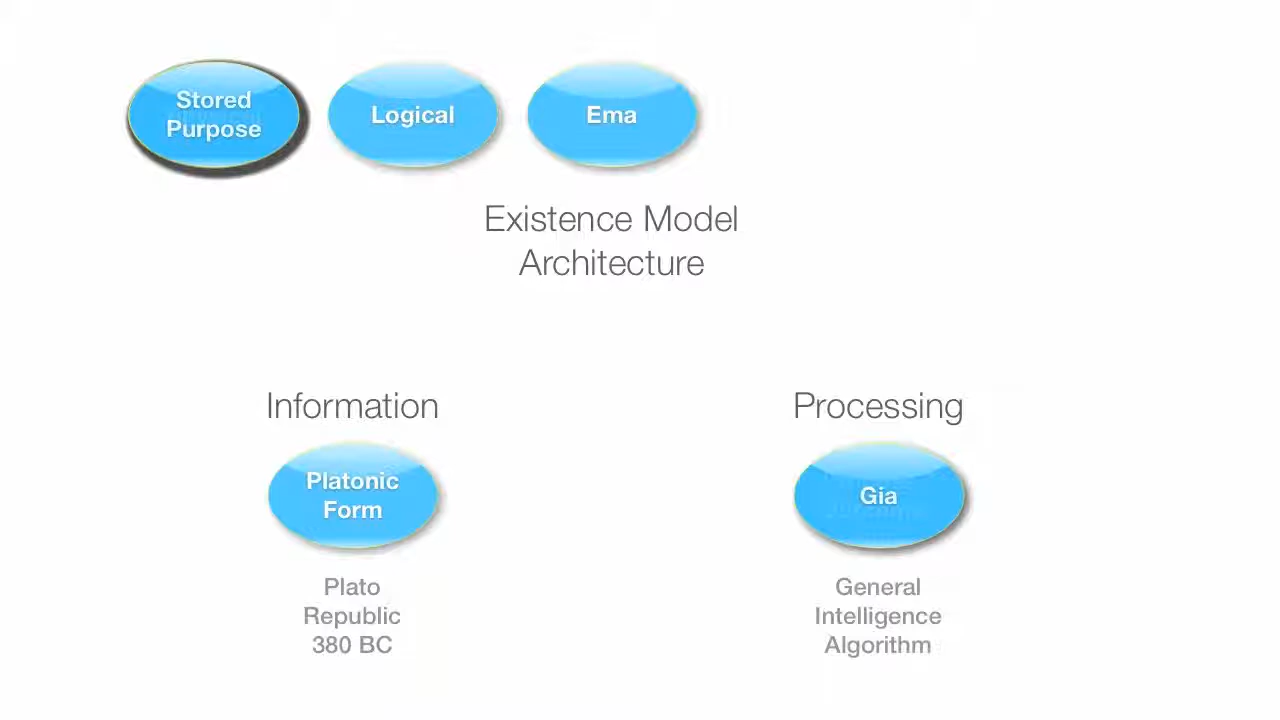 Stored
Purpose
Logical
Ema
Existence Model
Architecture
Information
Processing
Platonic
Form
Gia
Plato
Republic
380 BC
General
Intelligence
Algorithm